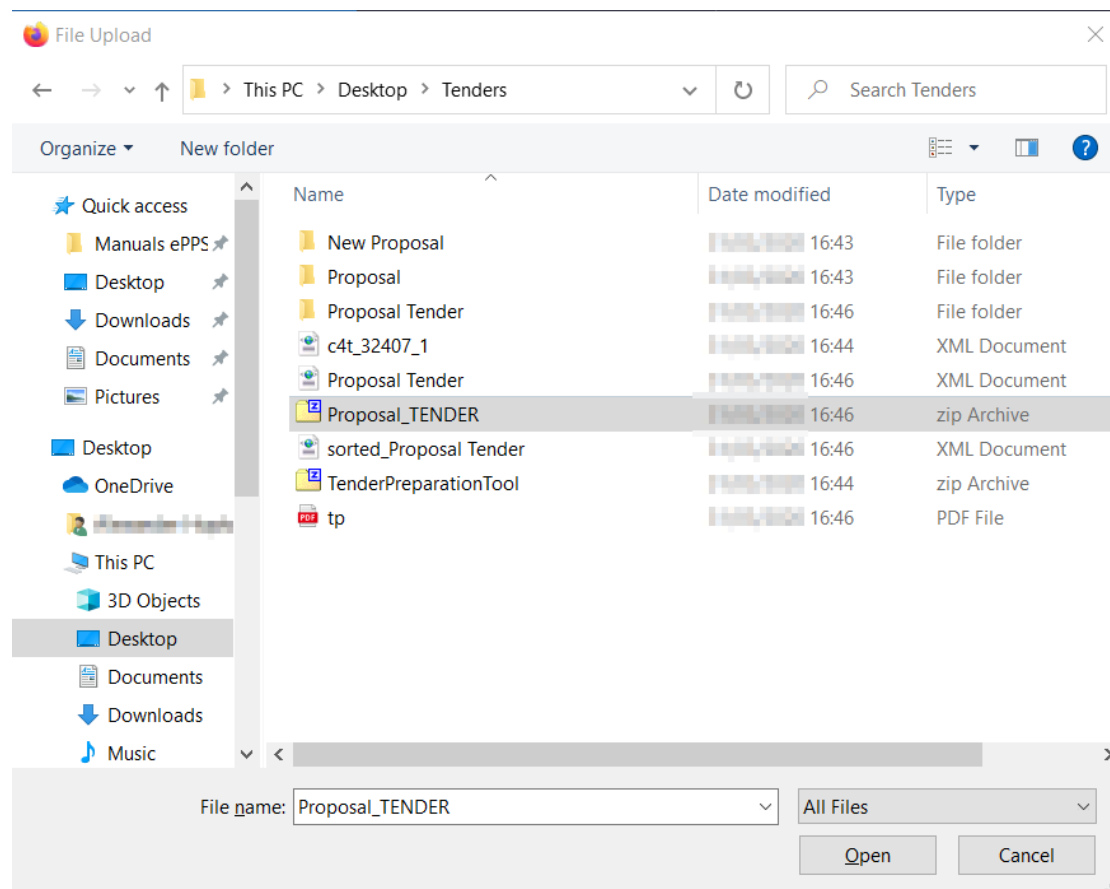 File Upload
This PC > Desktop > Tenders
Search Tenders
Organize
New folder
?
Name Date modified Type
New Proposal 16:43 File folder
Proposal 16:43 File folder
Proposal Tender 16:46 File folder
c4t_32407_1 16:44 XML Document
Proposal Tender 16:46 XML Document
Proposal_TENDER 16:46 zip Archive
sorted_Proposal Tender 16:46 XML Document
TenderPreparationTool 16:44 zip Archive
PDF tp 16:46 PDF File
Quick access
Manuals ePPS
Desktop
Downloads
Documents
Pictures
Desktop
OneDrive
This PC
3D Objects
Desktop
Documents
Downloads
Music
File name: Proposal_TENDER
All Files
Open
Cancel